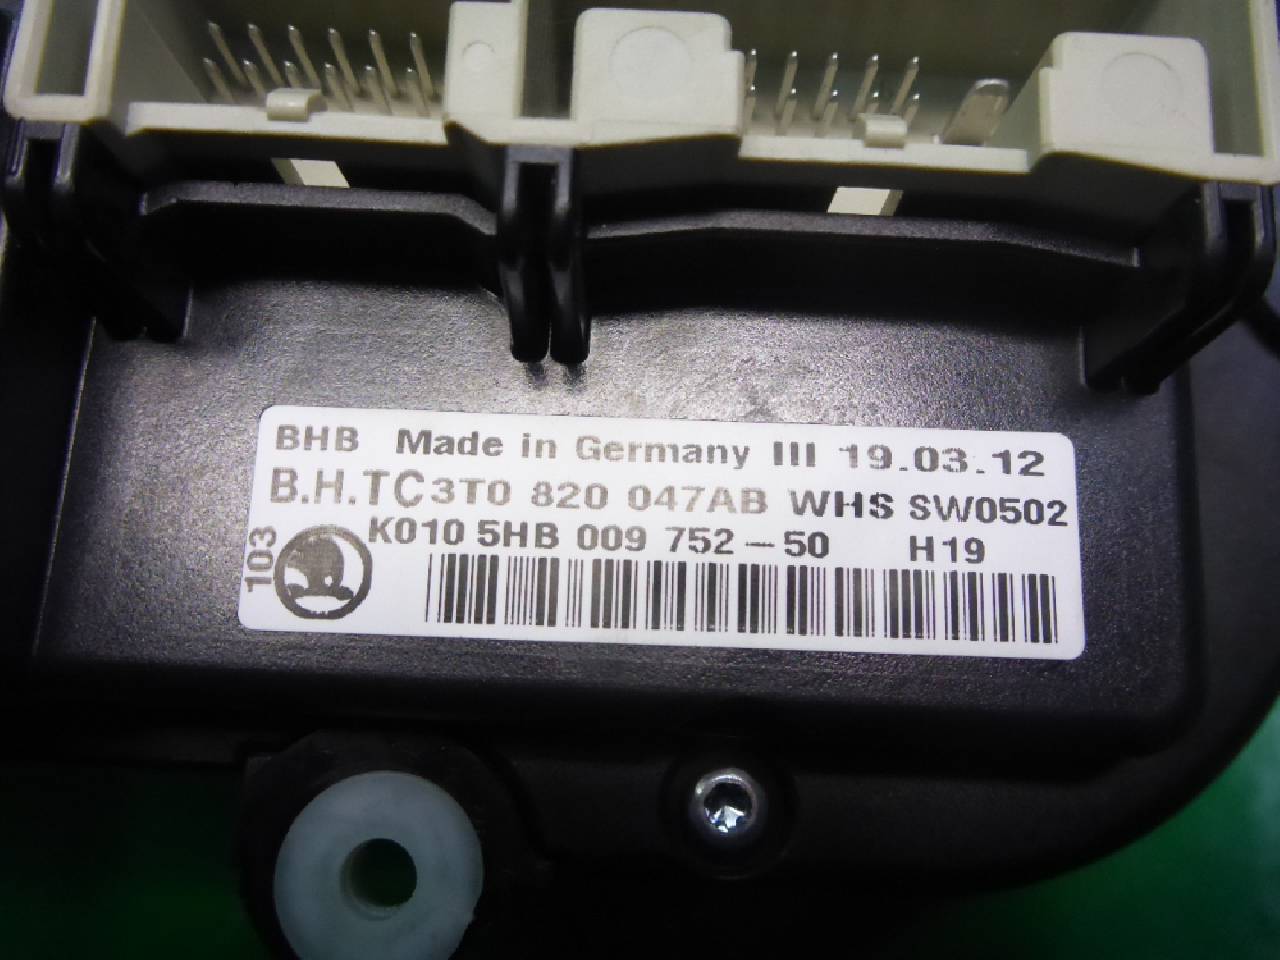 BHB Made in Germany III 19.03.12
B.H.TC 3T0 820 047AB WHS SW0502
K010 5HB 009 752-50 H19
103